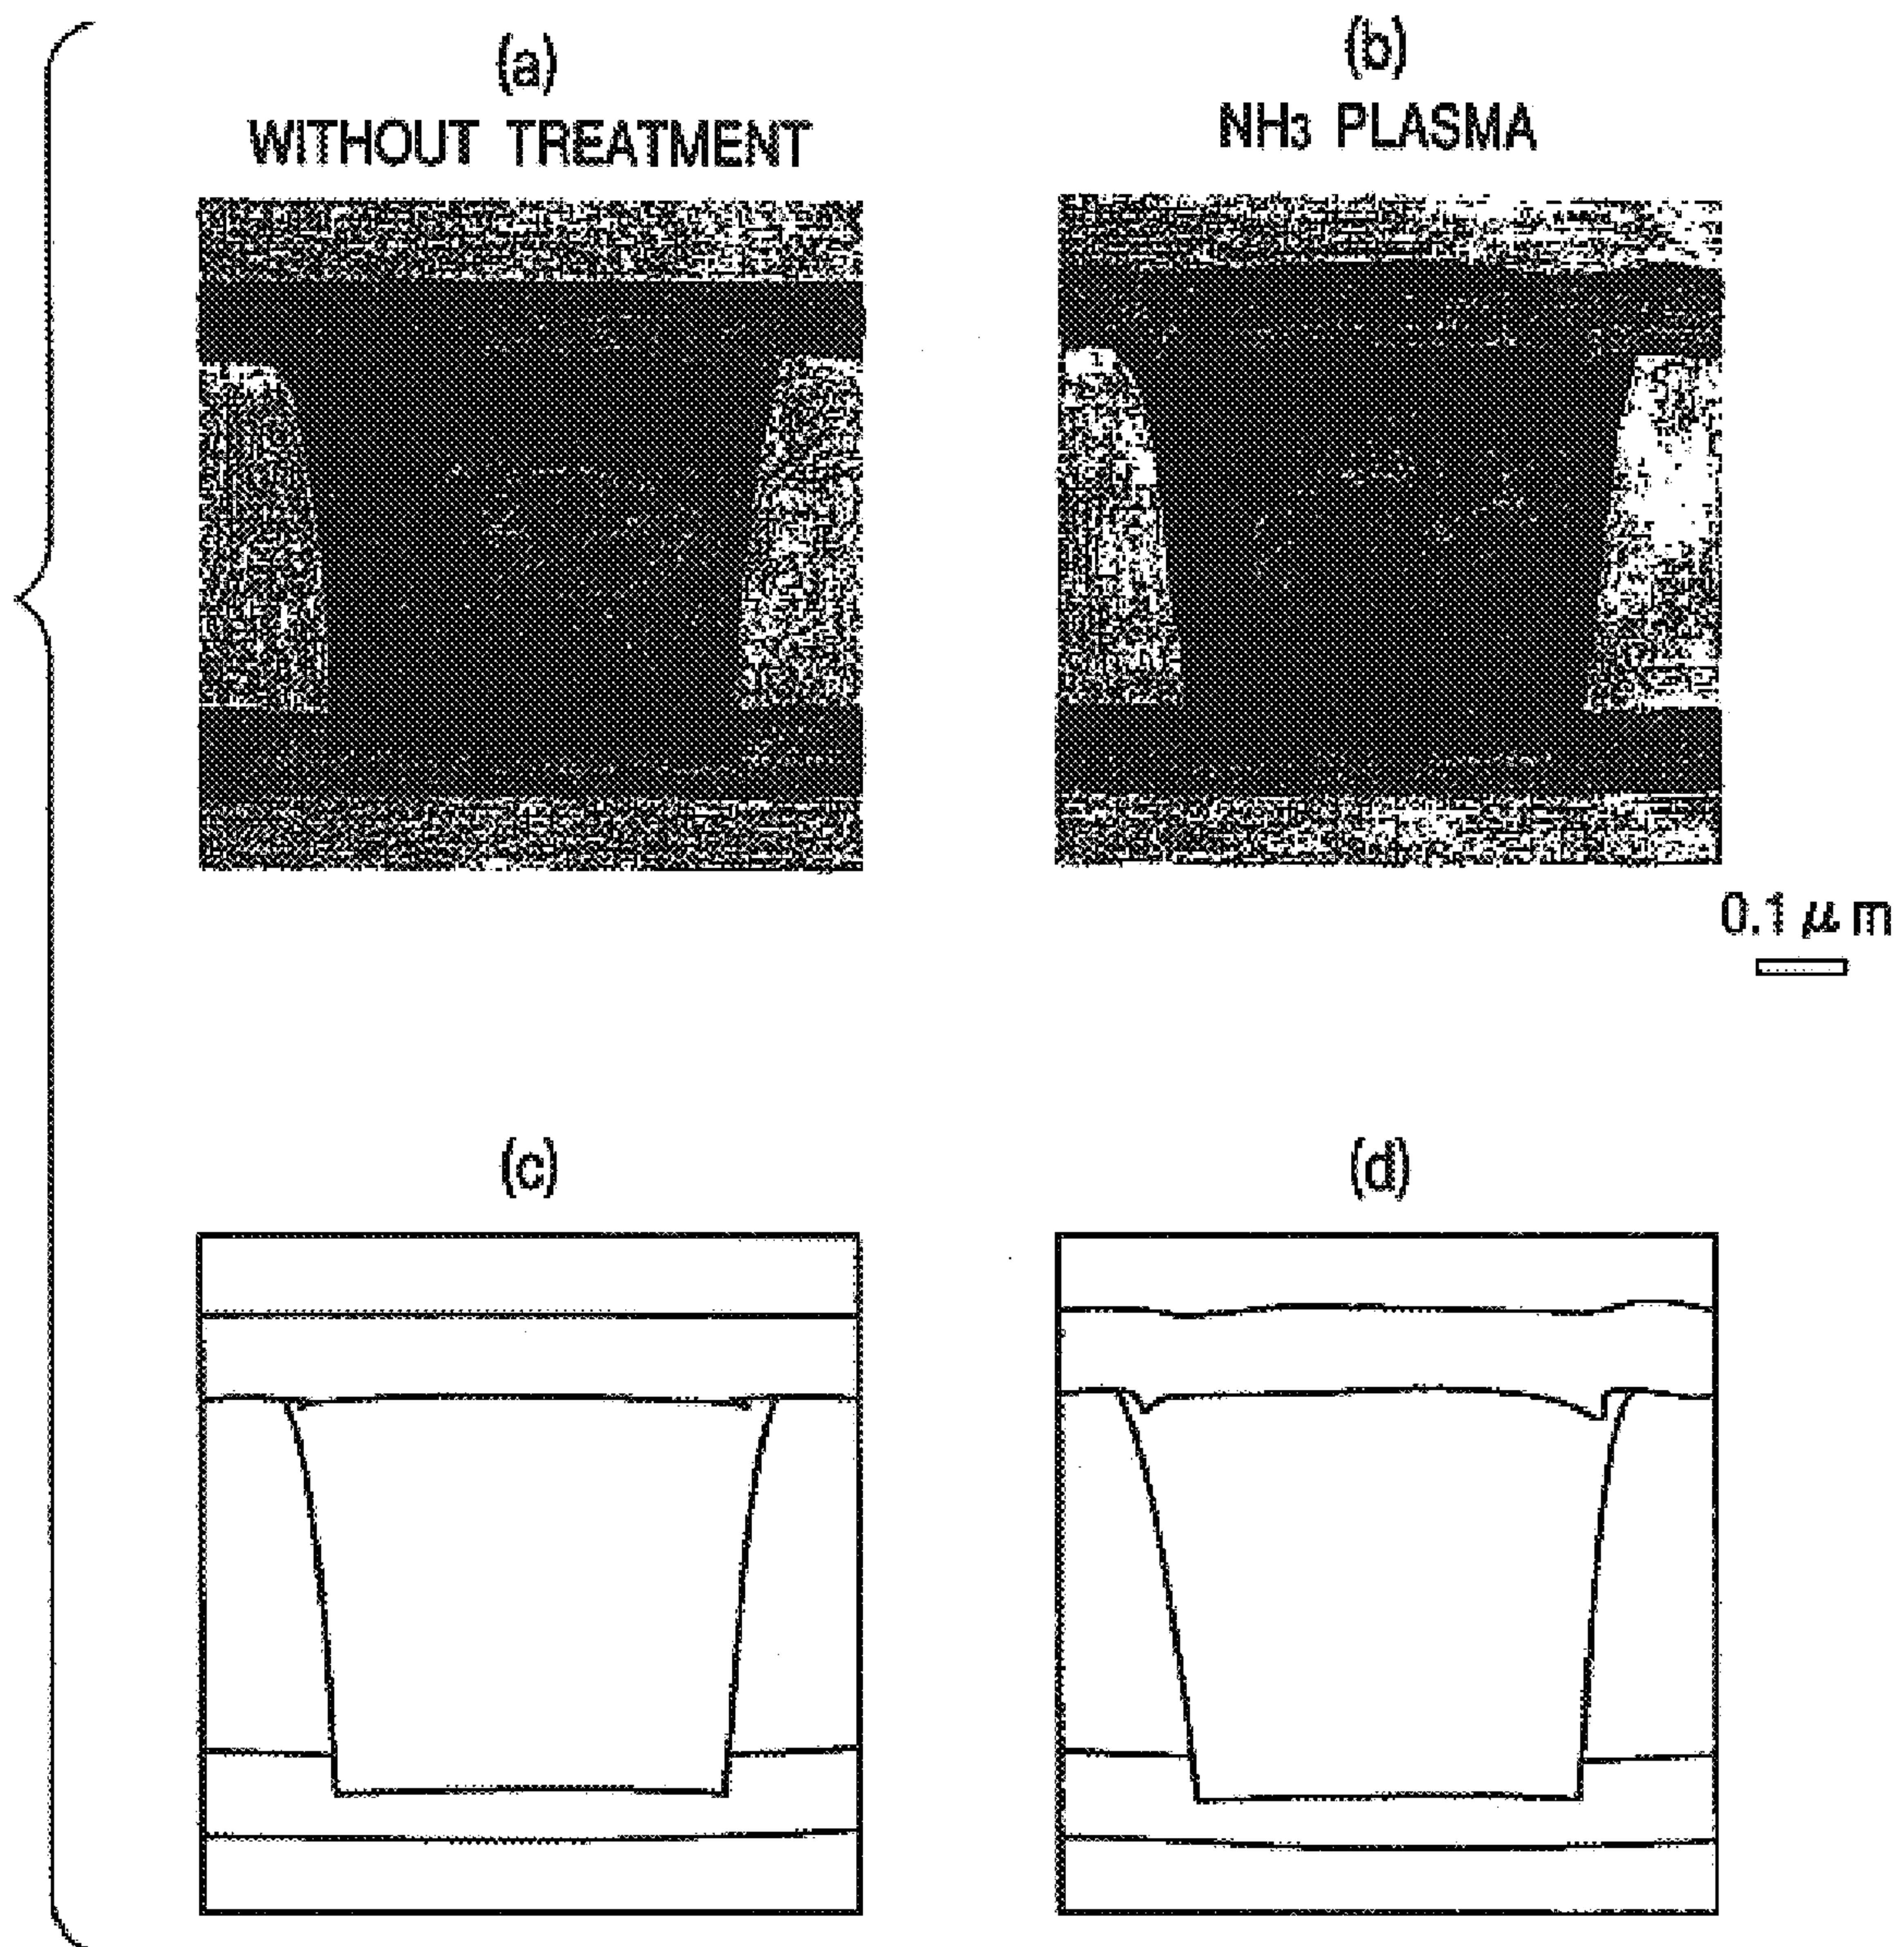 (a)
WITHOUT TREATMENT
(b)
NH3 PLASMA
0.1 μm
(c)
(d)